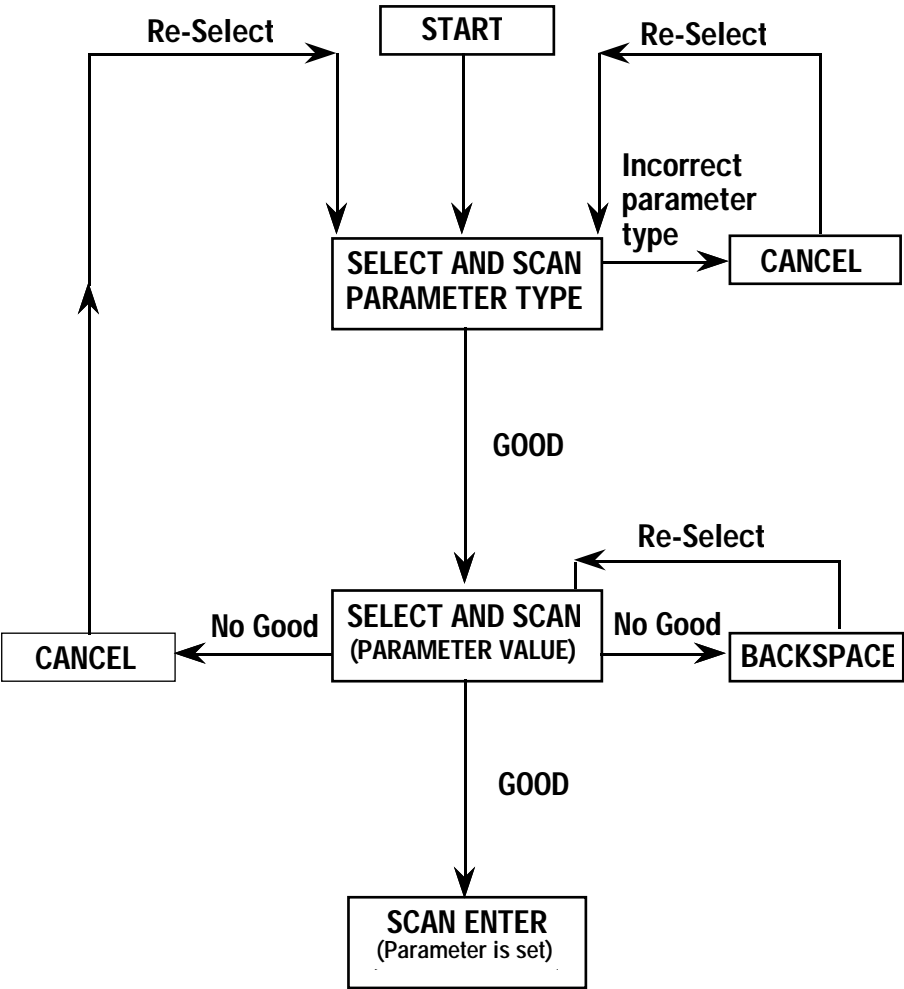 Re-Select
START
Re-Select
Incorrect
parameter
type
SELECT AND SCAN
PARAMETER TYPE
CANCEL
GOOD
Re-Select
No Good
SELECT AND SCAN
(PARAMETER VALUE)
No Good
CANCEL
BACKSPACE
GOOD
SCAN ENTER
(Parameter is set)